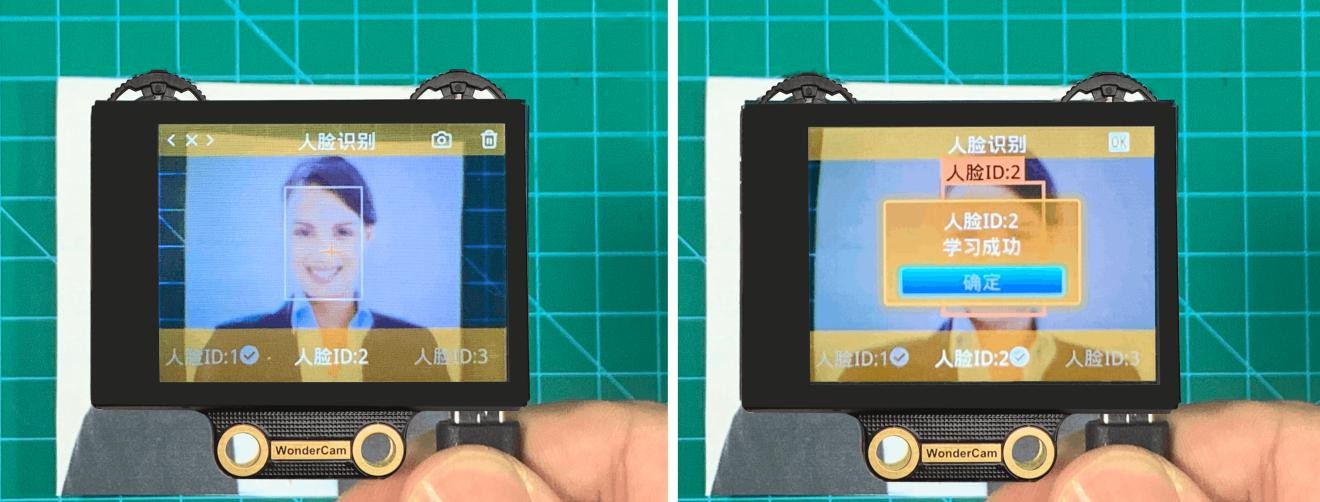 < × > 人脸识别
人脸ID:1 人脸ID:2 人脸ID:3
WonderCam
人脸识别 OK
人脸ID:2
人脸ID:2
学习成功
确定
人脸ID:1 人脸ID:2 人脸ID:3
WonderCam